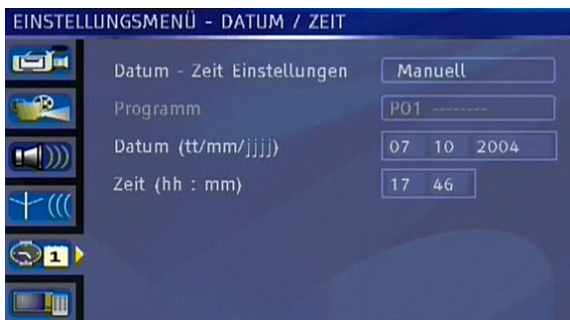 EINSTELLUNGSMENÜ - DATUM / ZEIT
Datum - Zeit Einstellungen Manuell
Programm PO1 --------
Datum (tt/mm/jjjj) 07 10 2004
Zeit (hh : mm) 17 46
1